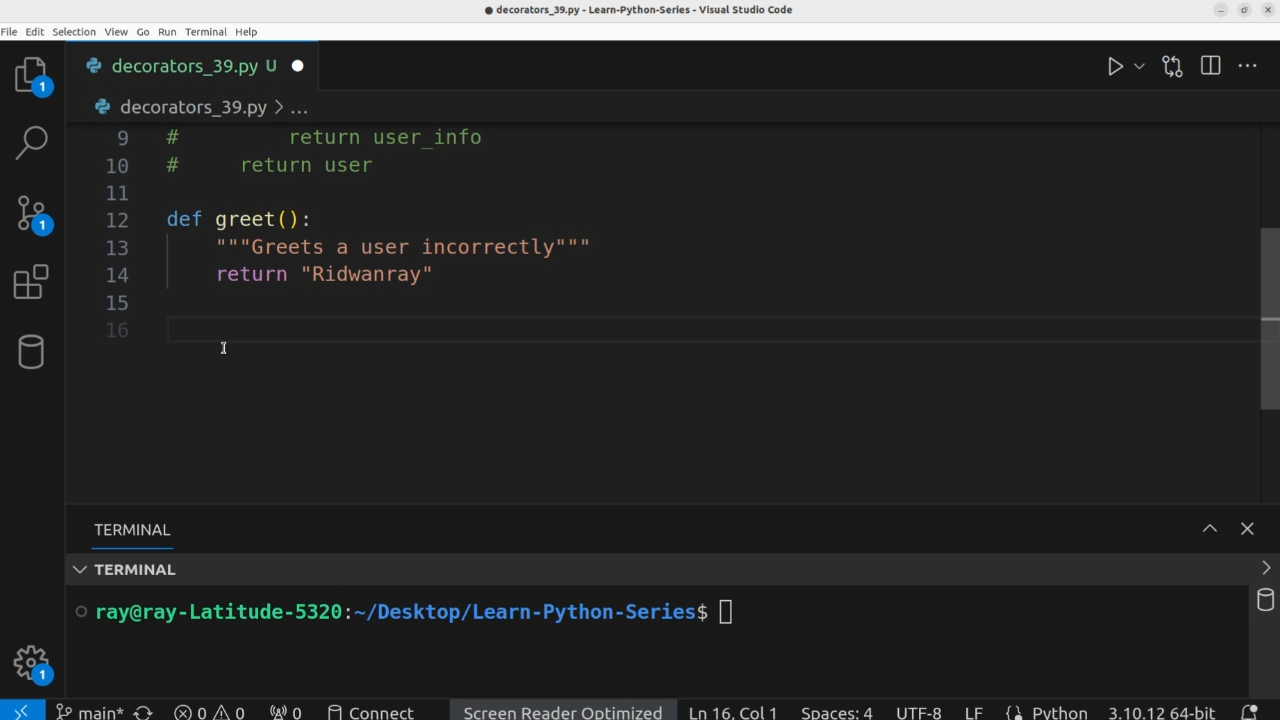 ● decorators_39.py - Learn-Python-Series - Visual Studio Code
File Edit Selection View Go Run Terminal Help
1
decorators_39.py U
decorators_39.py > ...
9 # return user_info
10 # return user
11
12 def greet():
13 """Greets a user incorrectly"""
14 return "Ridwanray"
15
16
1
TERMINAL
TERMINAL
ray@ray-Latitude-5320:~/Desktop/Learn-Python-Series$
1
main* 0 0 0 Connect Screen Reader Optimized Ln 16, Col 1 Spaces: 4 UTF-8 LF {} Python 3.10.12 64-bit